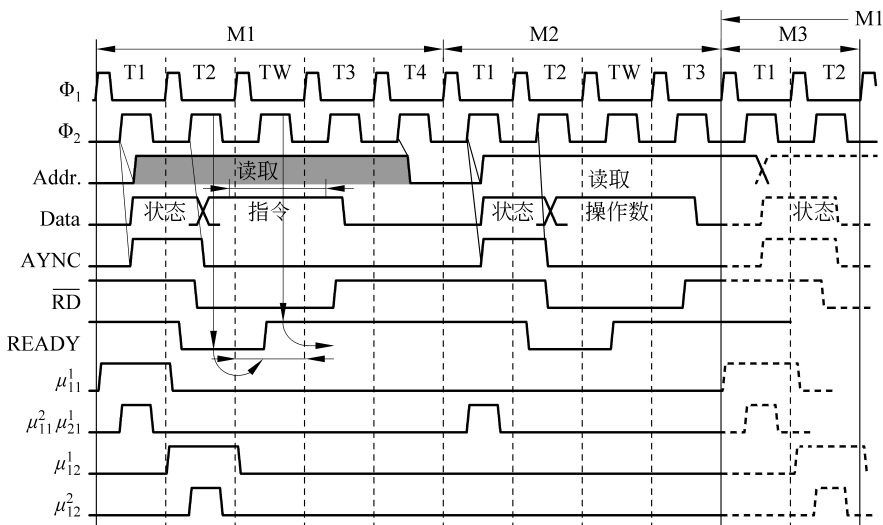 M1
M1 M2 M3
T1 T2 TW T3 T4 T1 T2 TW T3 T1 T2
Φ₁
Φ₂
Addr. 读取 读取
Data 状态 指令 状态 操作数 状态
AYNC
R̅D̅
READY
μ¹₁₁
μ²₁₁ μ¹₂₁
μ¹₁₂
μ²₁₂